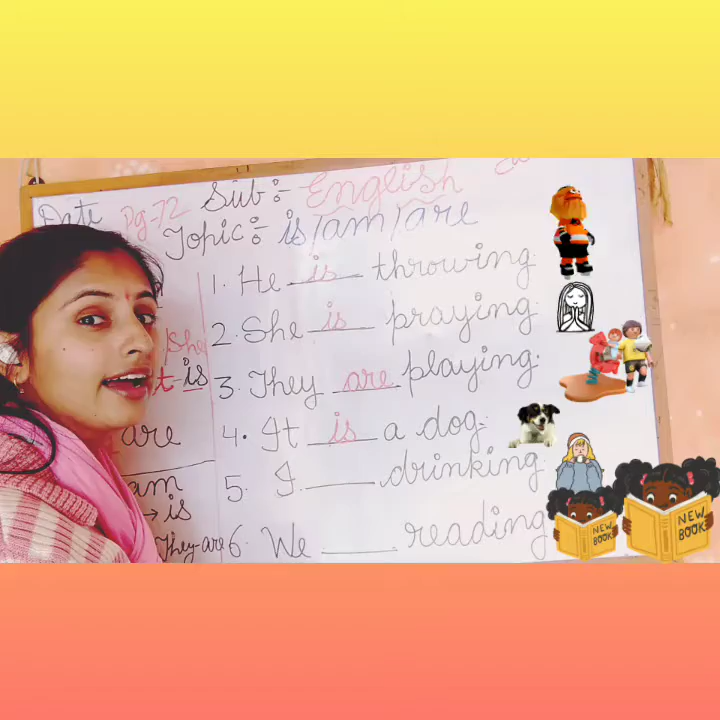 Date Pg-72 Sub:- English
Topic:- is/am/are
1. He is throwing.
She
2. She is praying.
t-is
3. They are playing.
are
4. It is a dog.
am
5. I ____ drinking.
→ is
They-are
6. We ____ reading
NEW BOOK
NEW BOOK